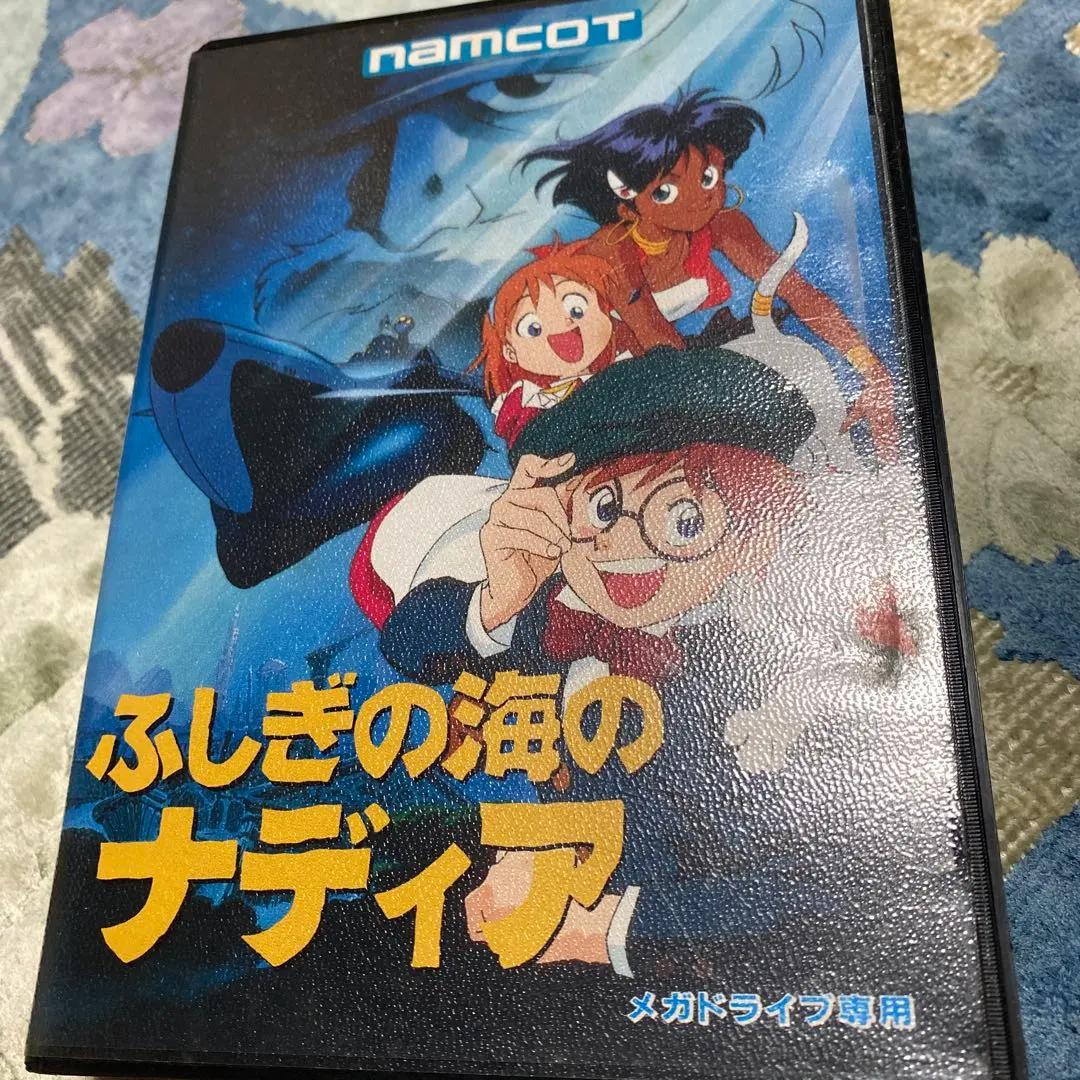 namcot
ふしぎの海の
ナディア
メガドライブ専用